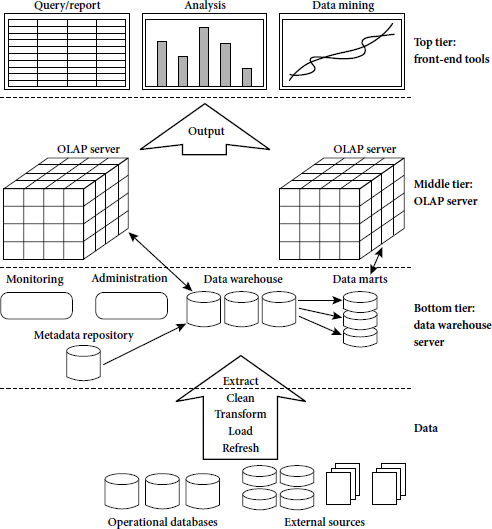 Query/report
Analysis
Data mining
Top tier:
front-end tools
Output
OLAP server
OLAP server
Middle tier:
OLAP server
Monitoring
Administration
Data warehouse
Data marts
Metadata repository
Bottom tier:
data warehouse
server
Extract
Clean
Transform
Load
Refresh
Data
Operational databases
External sources